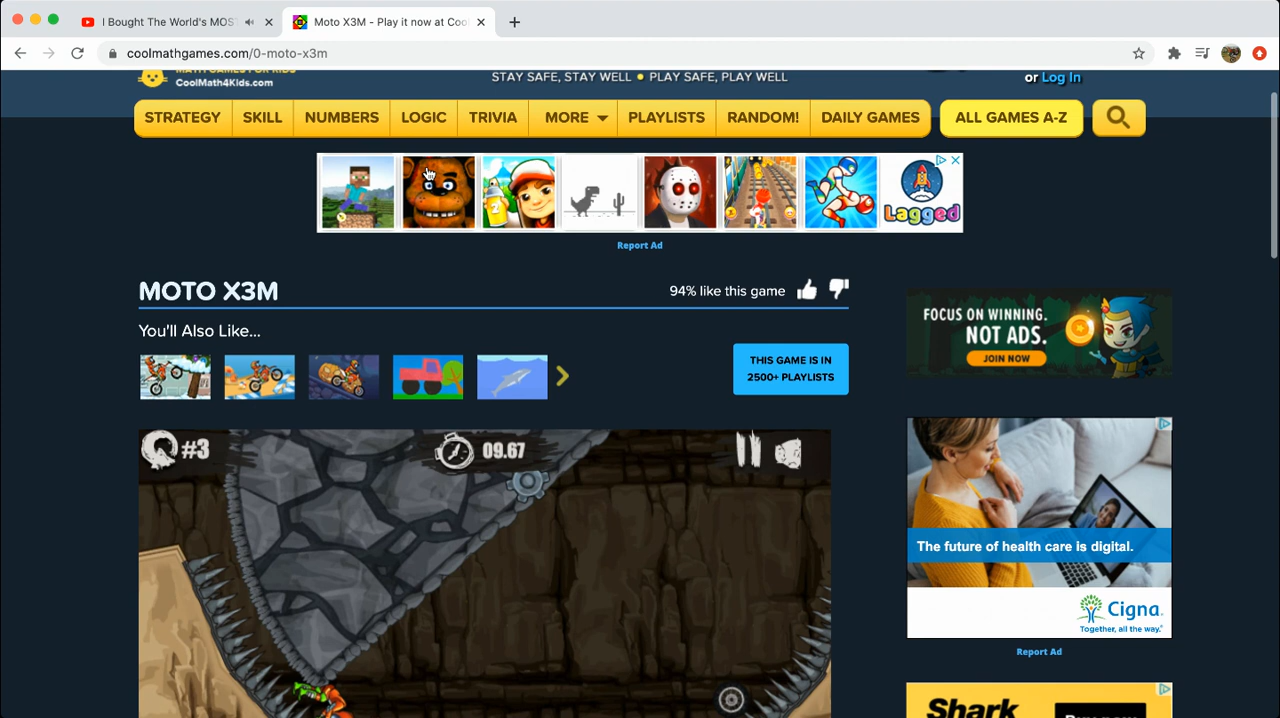 I Bought The World's MOS
Moto X3M - Play it now at Coo
coolmathgames.com/0-moto-x3m
MATH GAMES FOR KIDS
CoolMath4Kids.com
STAY SAFE, STAY WELL ● PLAY SAFE, PLAY WELL
or Log In
STRATEGY SKILL NUMBERS LOGIC TRIVIA MORE PLAYLISTS RANDOM! DAILY GAMES ALL GAMES A-Z
Lagged
Report Ad
MOTO X3M
94% like this game
You'll Also Like...
THIS GAME IS IN
2500+ PLAYLISTS
FOCUS ON WINNING.
NOT ADS.
JOIN NOW
#3
09.67
The future of health care is digital.
Cigna.
Together, all the way.®
Report Ad
Shark